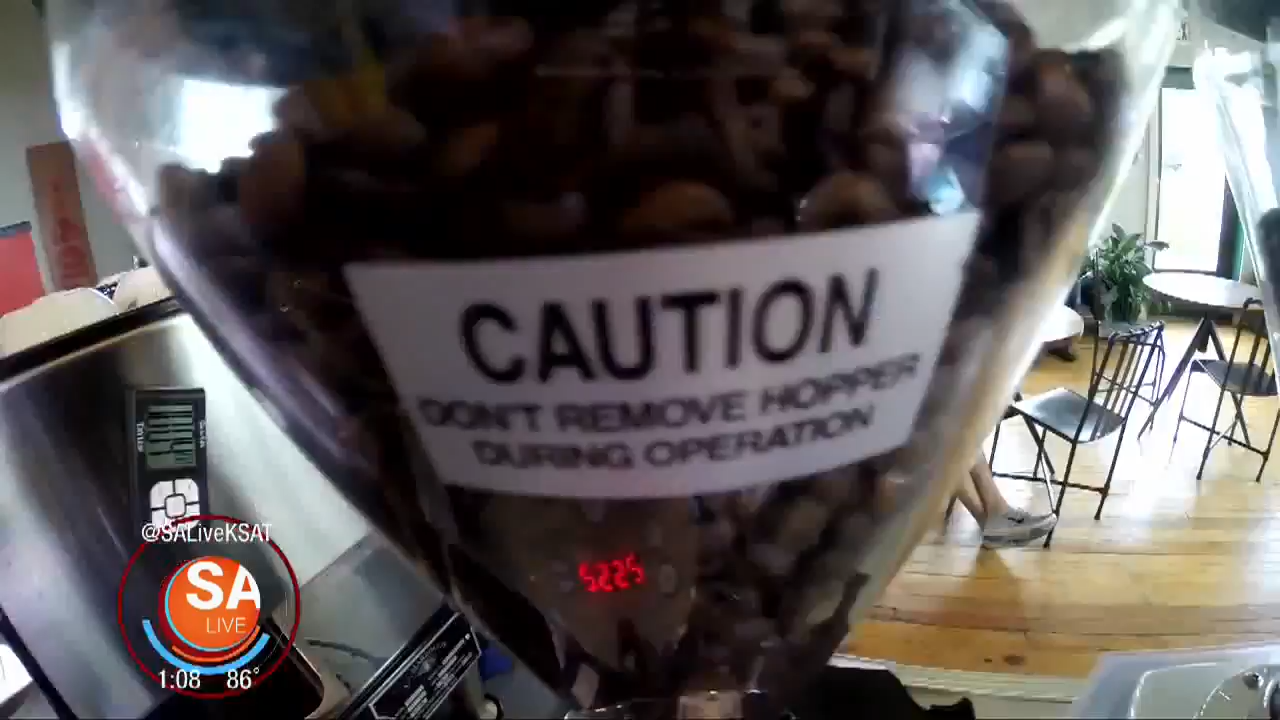 CAUTION
DON'T REMOVE HOPPER
DURING OPERATION
5225
@SALiveKSAT
SA
LIVE
1:08 86°